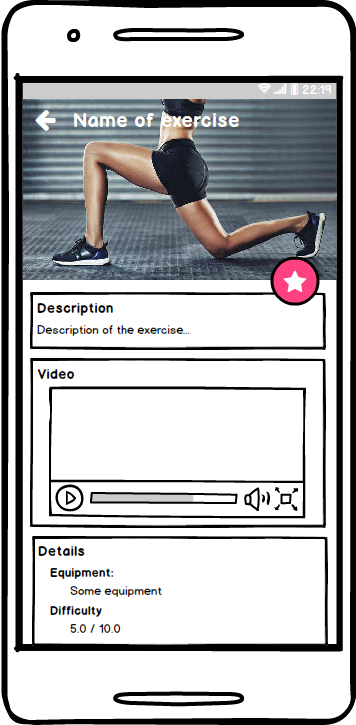 22:19
Name of exercise
Description
Description of the exercise...
Video
Details
Equipment:
Some equipment
Difficulty
5.0 / 10.0